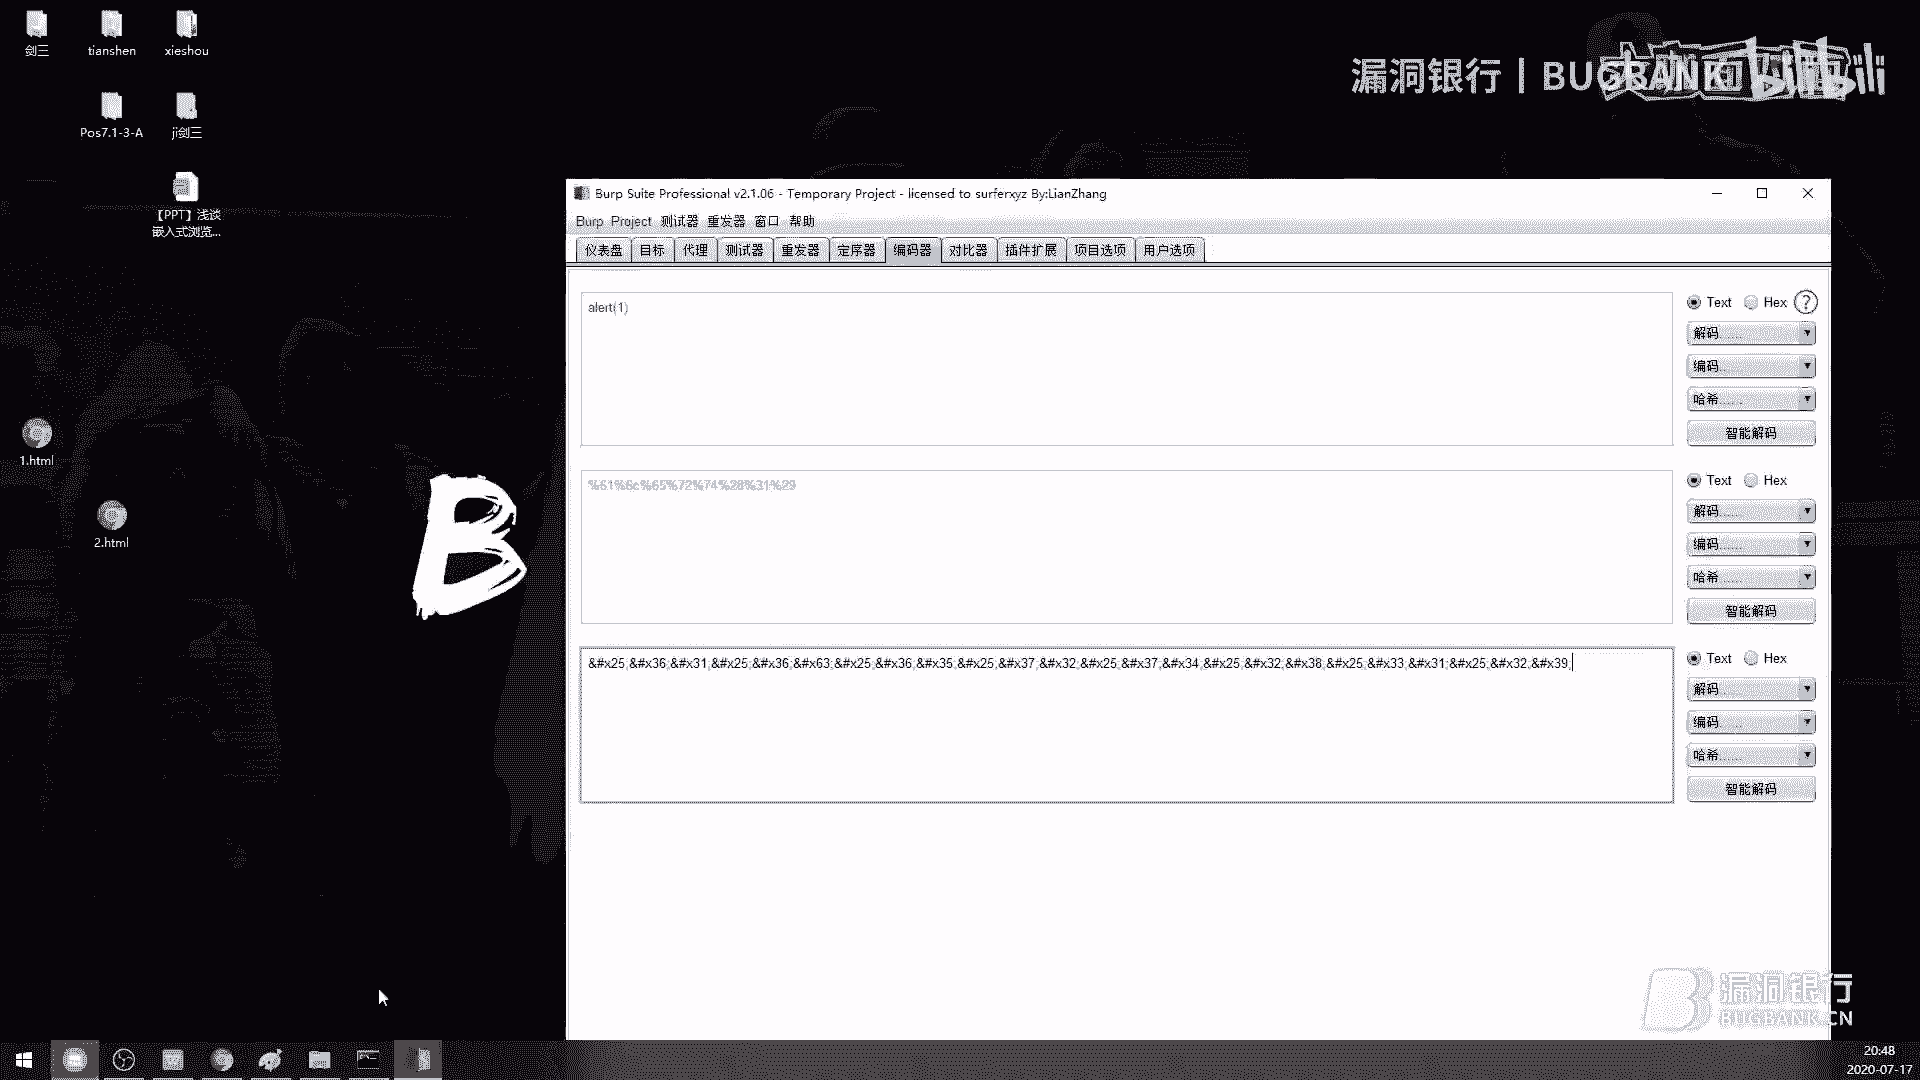 剑三
tianshen
xieshou
Pos7.1-3-A
ji剑三
【PPT】浅谈
嵌入式浏览...
1.html
2.html
B
漏洞银行 | BUGBANK
bilibili
Burp Suite Professional v2.1.06 - Temporary Project - licensed to surferxyz By:LianZhang
Burp Project 测试器 重发器 窗口 帮助
仪表盘 目标 代理 测试器 重发器 定序器 编码器 对比器 插件扩展 项目选项 用户选项
alert(1)
Text Hex ?
解码......
编码...
哈希......
智能解码
%61%6c%65%72%74%28%31%29
Text Hex
解码......
编码......
哈希......
智能解码
&#x25;&#x36;&#x31;&#x25;&#x36;&#x63;&#x25;&#x36;&#x35;&#x25;&#x37;&#x32;&#x25;&#x37;&#x34;&#x25;&#x32;&#x38;&#x25;&#x33;&#x31;&#x25;&#x32;&#x39;
Text Hex
解码...
编码......
哈希......
智能解码
漏洞银行
BUGBANK.CN
20:48
2020-07-17